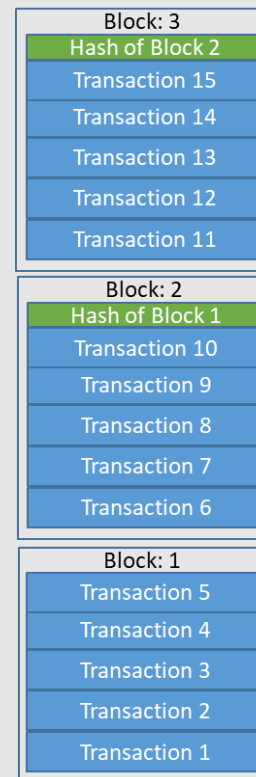 Block: 3
Hash of Block 2
Transaction 15
Transaction 14
Transaction 13
Transaction 12
Transaction 11
Block: 2
Hash of Block 1
Transaction 10
Transaction 9
Transaction 8
Transaction 7
Transaction 6
Block: 1
Transaction 5
Transaction 4
Transaction 3
Transaction 2
Transaction 1